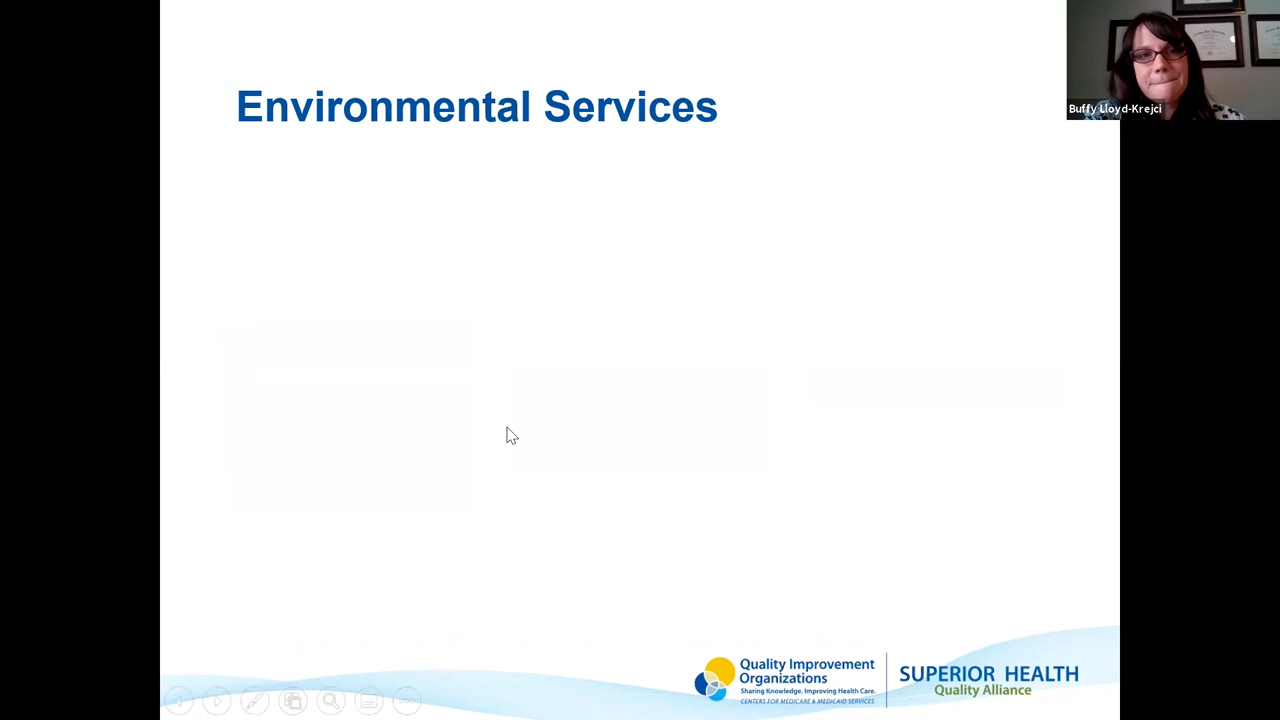 Environmental Services
Buffy Lloyd-Krejci
Quality Improvement
Organizations
Sharing Knowledge. Improving Health Care.
CENTERS FOR MEDICARE & MEDICAID SERVICES
SUPERIOR HEALTH
Quality Alliance